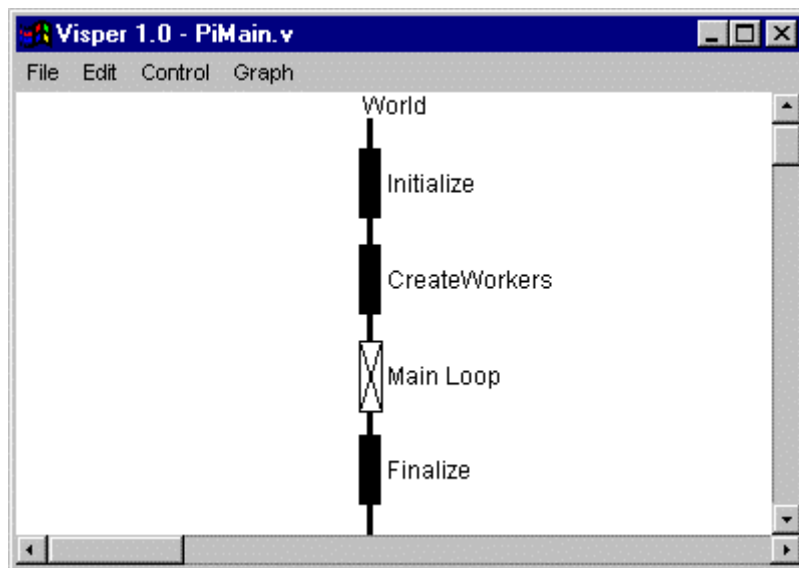 Visper 1.0 - PiMain.v
File Edit Control Graph
World
Initialize
CreateWorkers
Main Loop
Finalize